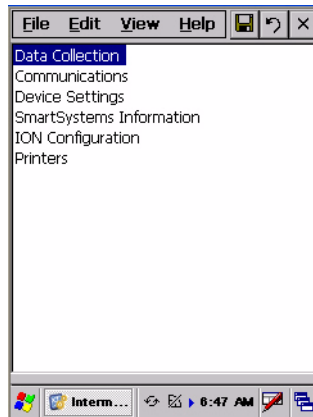 File Edit View Help
Data Collection
Communications
Device Settings
SmartSystems Information
ION Configuration
Printers
Interm... 6:47 AM